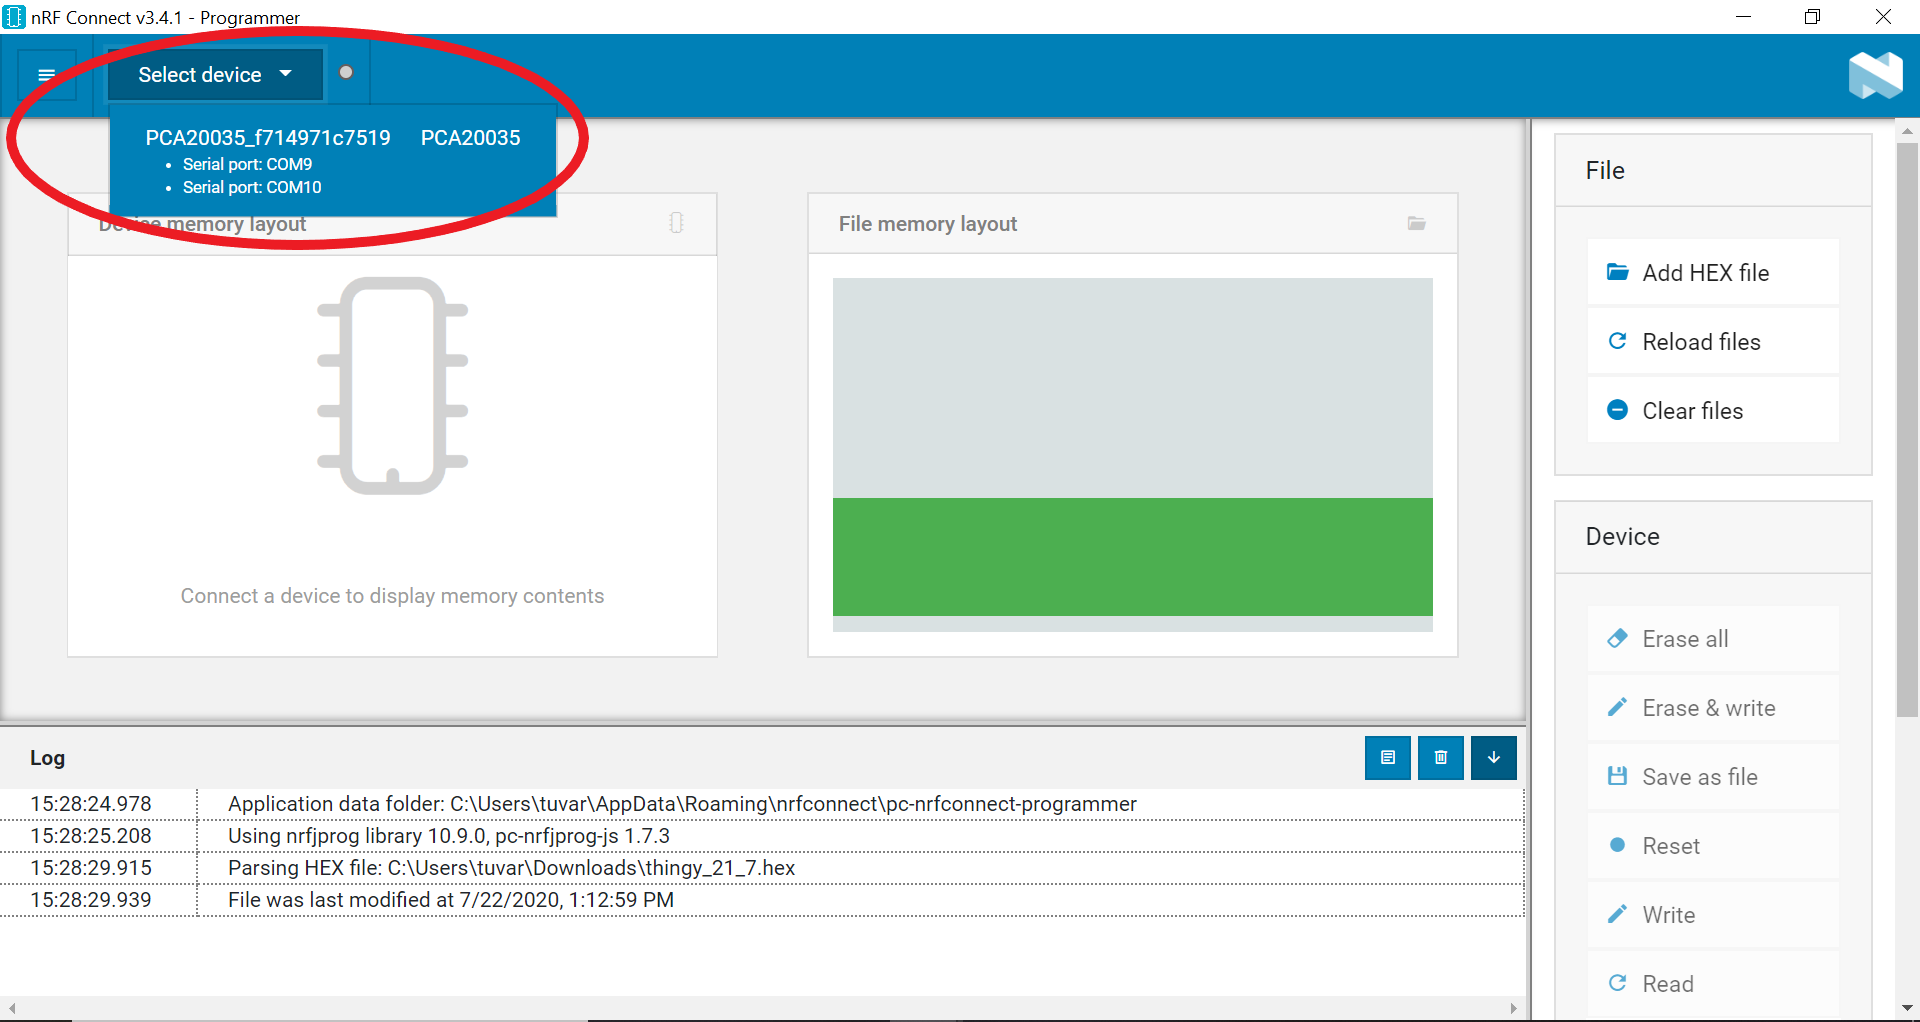 nRF Connect v3.4.1 - Programmer
Select device
PCA20035_f714971c7519 PCA20035
Serial port: COM9
Serial port: COM10
Device memory layout
File memory layout
Connect a device to display memory contents
File
Add HEX file
Reload files
Clear files
Device
Erase all
Erase & write
Save as file
Reset
Write
Read
Log
15:28:24.978 Application data folder: C:\Users\tuvar\AppData\Roaming\nrfconnect\pc-nrfconnect-programmer
15:28:25.208 Using nrfjprog library 10.9.0, pc-nrfjprog-js 1.7.3
15:28:29.915 Parsing HEX file: C:\Users\tuvar\Downloads\thingy_21_7.hex
15:28:29.939 File was last modified at 7/22/2020, 1:12:59 PM